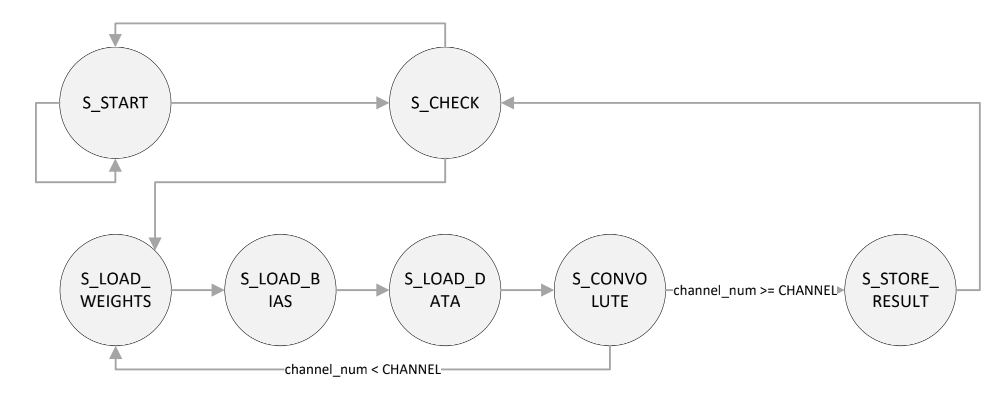 S_START
S_CHECK
S_LOAD_
WEIGHTS
S_LOAD_B
IAS
S_LOAD_D
ATA
S_CONVO
LUTE
channel_num >= CHANNEL
S_STORE_
RESULT
channel_num < CHANNEL